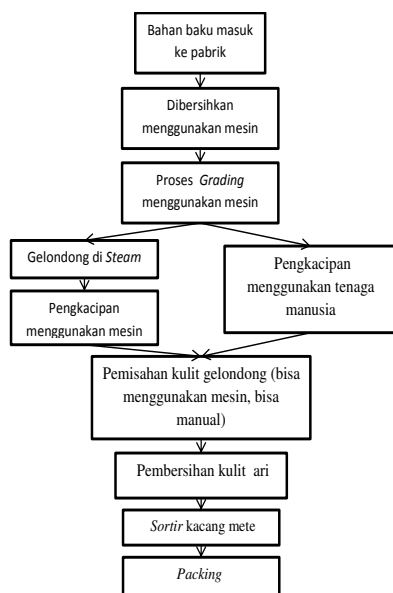 Bahan baku masuk
ke pabrik
Dibersihkan
menggunakan mesin
Proses Grading
menggunakan mesin
Gelondong di Steam
Pengkacipan
menggunakan mesin
Pengkacipan
menggunakan tenaga
manusia
Pemisahan kulit gelondong (bisa
menggunakan mesin, bisa
manual)
Pembersihan kulit ari
Sortir kacang mete
Packing